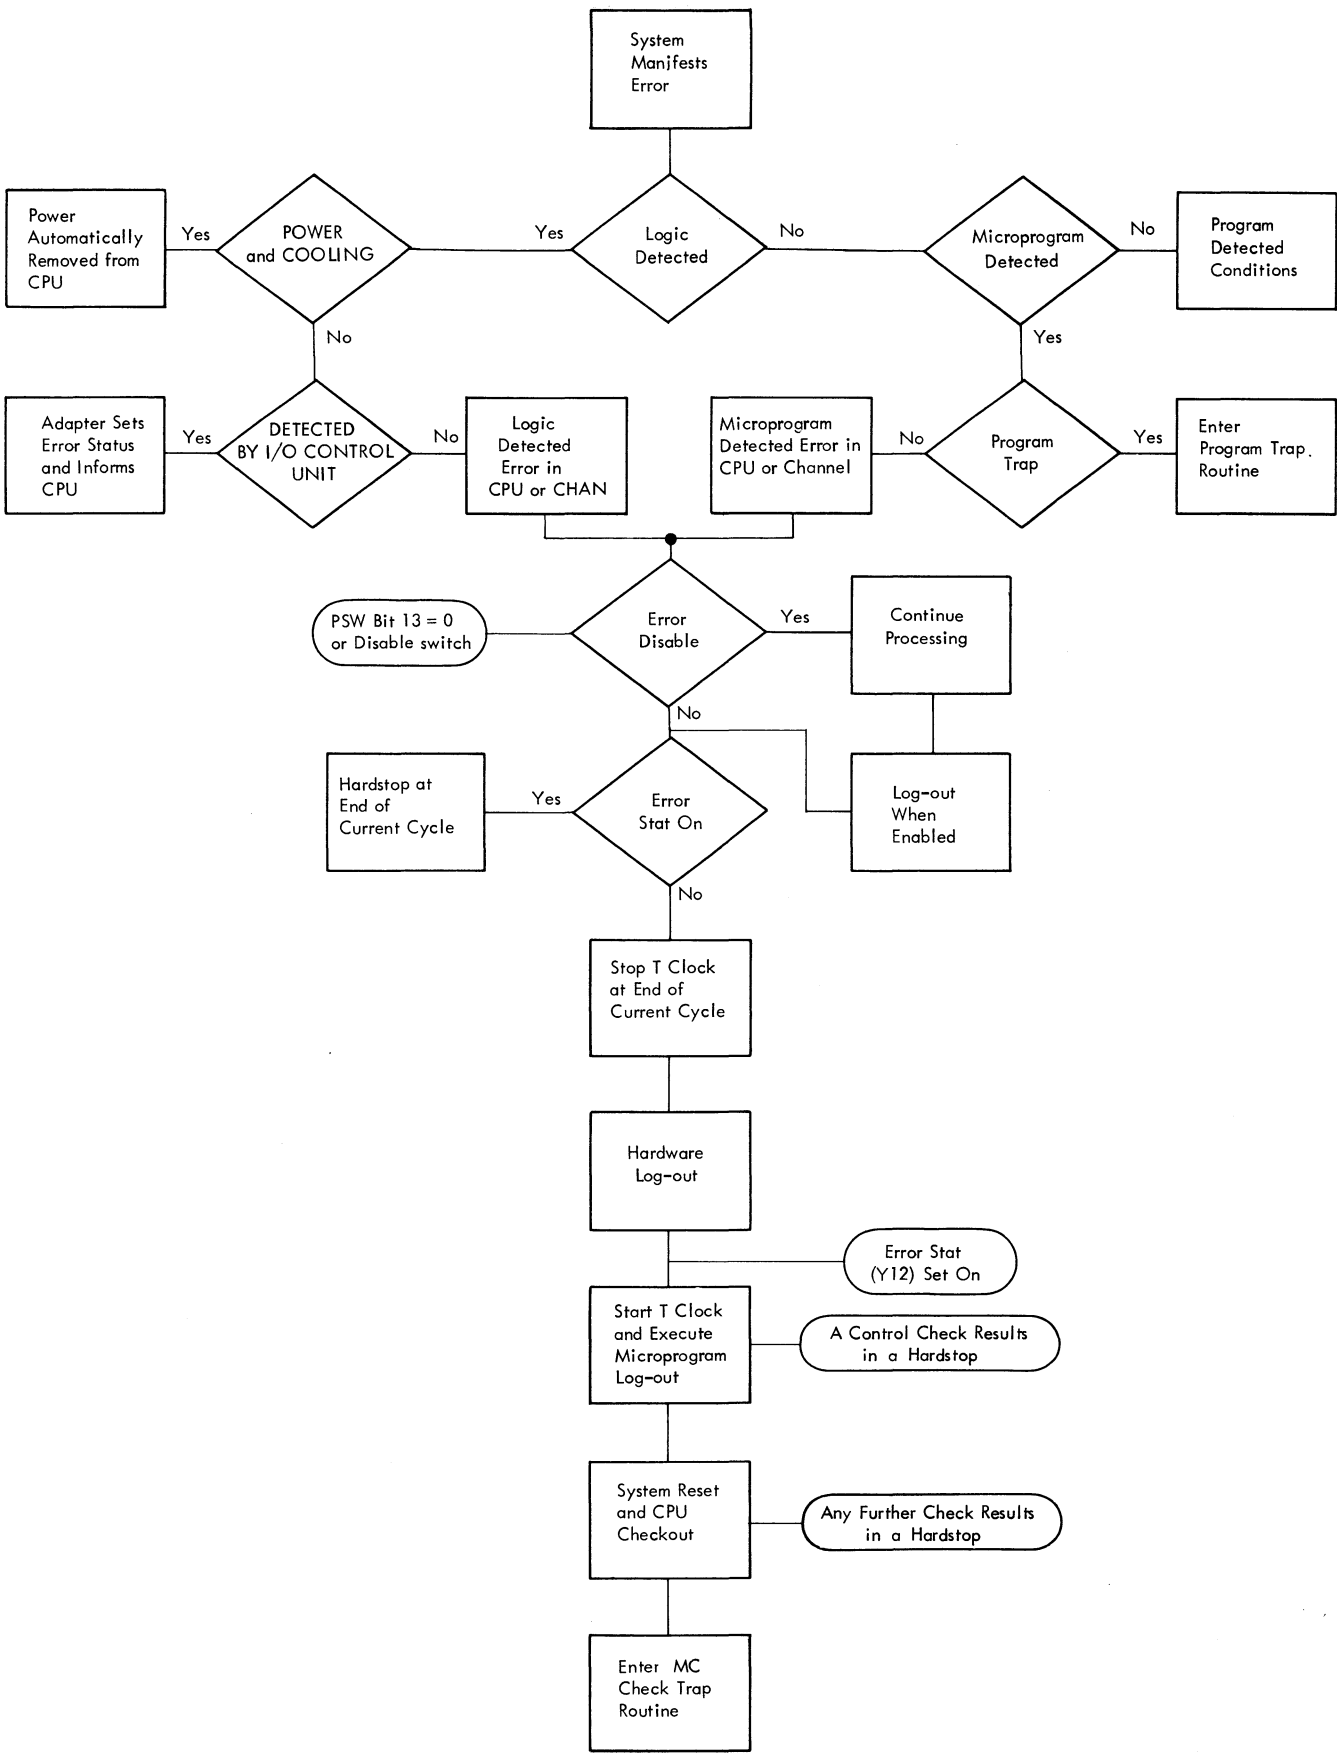 System
Manifests
Error
Power
Automatically
Removed from
CPU
Yes
POWER
and COOLING
Yes
Logic
Detected
No
Microprogram
Detected
No
Program
Detected
Conditions
No
Yes
Adapter Sets
Error Status
and Informs
CPU
Yes
DETECTED
BY I/O CONTROL
UNIT
No
Logic
Detected
Error in
CPU or CHAN
Microprogram
Detected Error in
CPU or Channel
No
Program
Trap
Yes
Enter
Program Trap.
Routine
PSW Bit 13 = 0
or Disable switch
Error
Disable
Yes
Continue
Processing
No
Hardstop at
End of
Current Cycle
Yes
Error
Stat On
Log-out
When
Enabled
No
Stop T Clock
at End of
Current Cycle
Hardware
Log-out
Error Stat
(Y12) Set On
Start T Clock
and Execute
Microprogram
Log-out
A Control Check Results
in a Hardstop
System Reset
and CPU
Checkout
Any Further Check Results
in a Hardstop
Enter MC
Check Trap
Routine